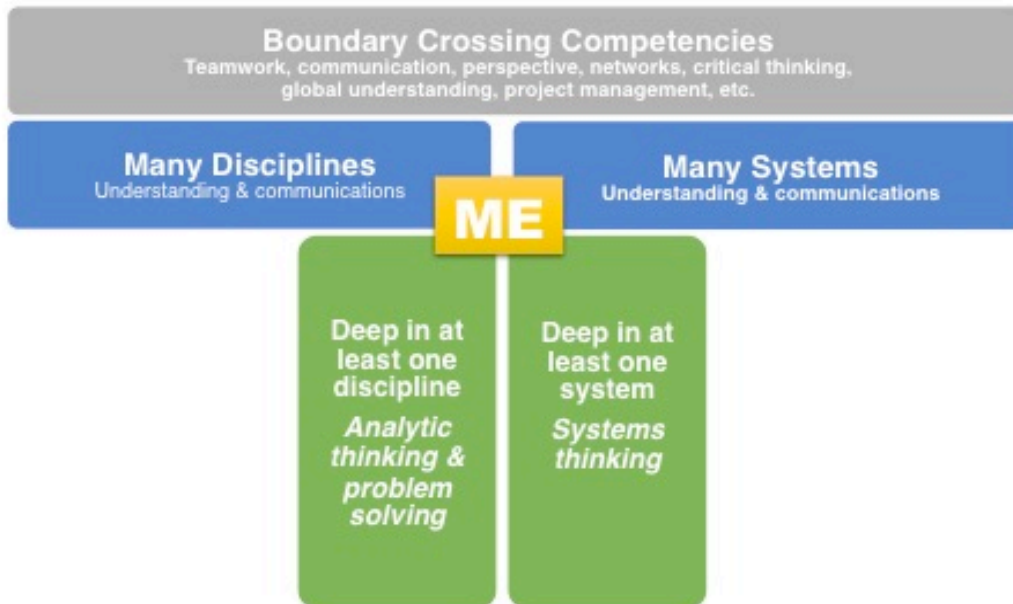 Boundary Crossing Competencies
Teamwork, communication, perspective, networks, critical thinking,
global understanding, project management, etc.
Many Disciplines
Understanding & communications
Many Systems
Understanding & communications
ME
Deep in at
least one
discipline
Analytic
thinking &
problem
solving
Deep in at
least one
system
Systems
thinking